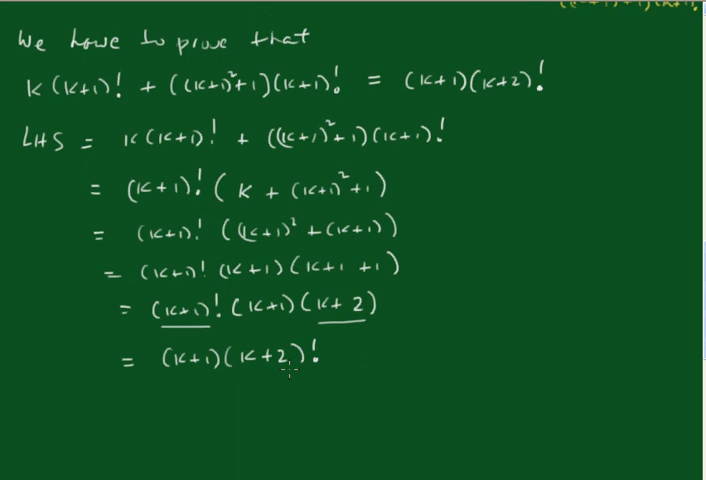 We have to prove that
k(k+1)! + ((k+1)²+1)(k+1)! = (k+1)(k+2)!
LHS = k(k+1)! + ((k+1)²+1)(k+1)!
= (k+1)! ( k + (k+1)²+1)
= (k+1)! ((k+1)² + (k+1))
= (k+1)! (k+1) (k+1 +1)
= (k+1)! (k+1) (k+2)
= (k+1)(k+2)!